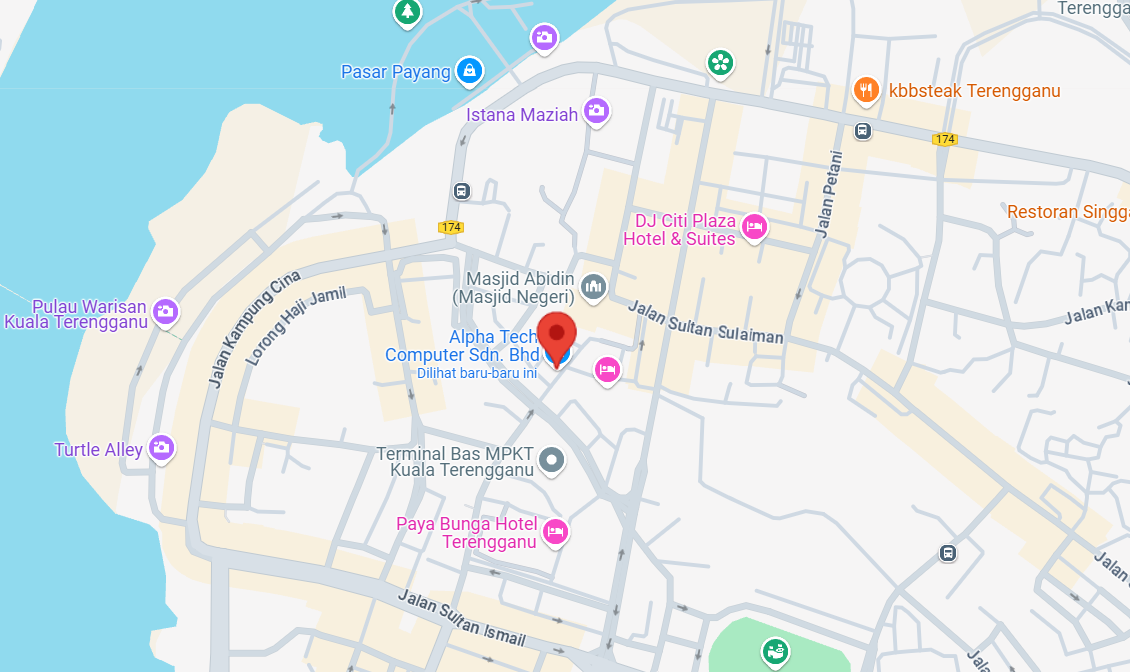 Terengga
Pasar Payang
kbbsteak Terengganu
Istana Maziah
174
Jalan Petani
Restoran Singga
DJ Citi Plaza
Hotel & Suites
174
Masjid Abidin
(Masjid Negeri)
Jalan Kampung Cina
Lorong Haji Jamil
Pulau Warisan
Kuala Terengganu
Jalan Sultan Sulaiman
Jalan Kam
Alpha Tech
Computer Sdn. Bhd
Dilihat baru-baru ini
Turtle Alley
Terminal Bas MPKT
Kuala Terengganu
Paya Bunga Hotel
Terengganu
Jalan
Jalan Sultan Ismail
Jala